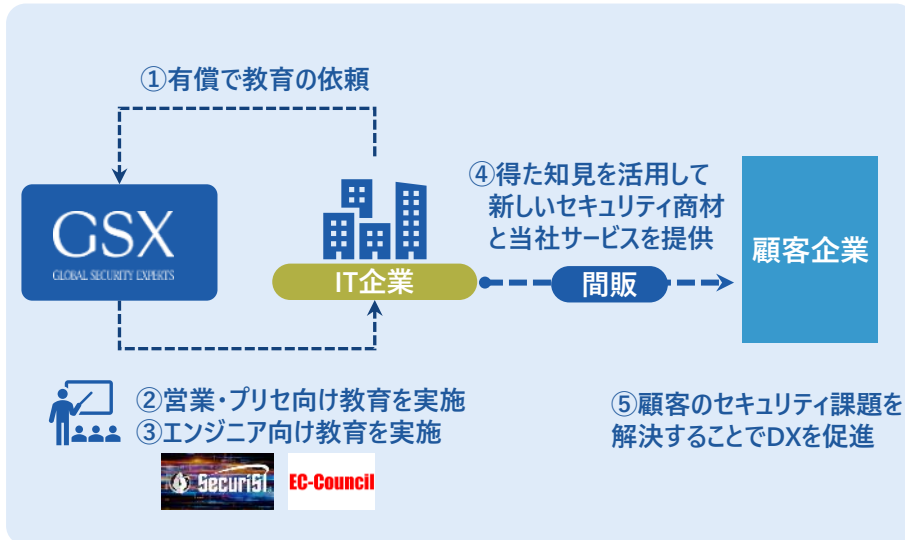 ①有償で教育の依頼
GSX
GLOBAL SECURITY EXPERTS
IT企業
④得た知見を活用して
新しいセキュリティ商材
と当社サービスを提供
間販
顧客企業
②営業・プリセ向け教育を実施
③エンジニア向け教育を実施
SecuriST
EC-Council
⑤顧客のセキュリティ課題を
解決することでDXを促進